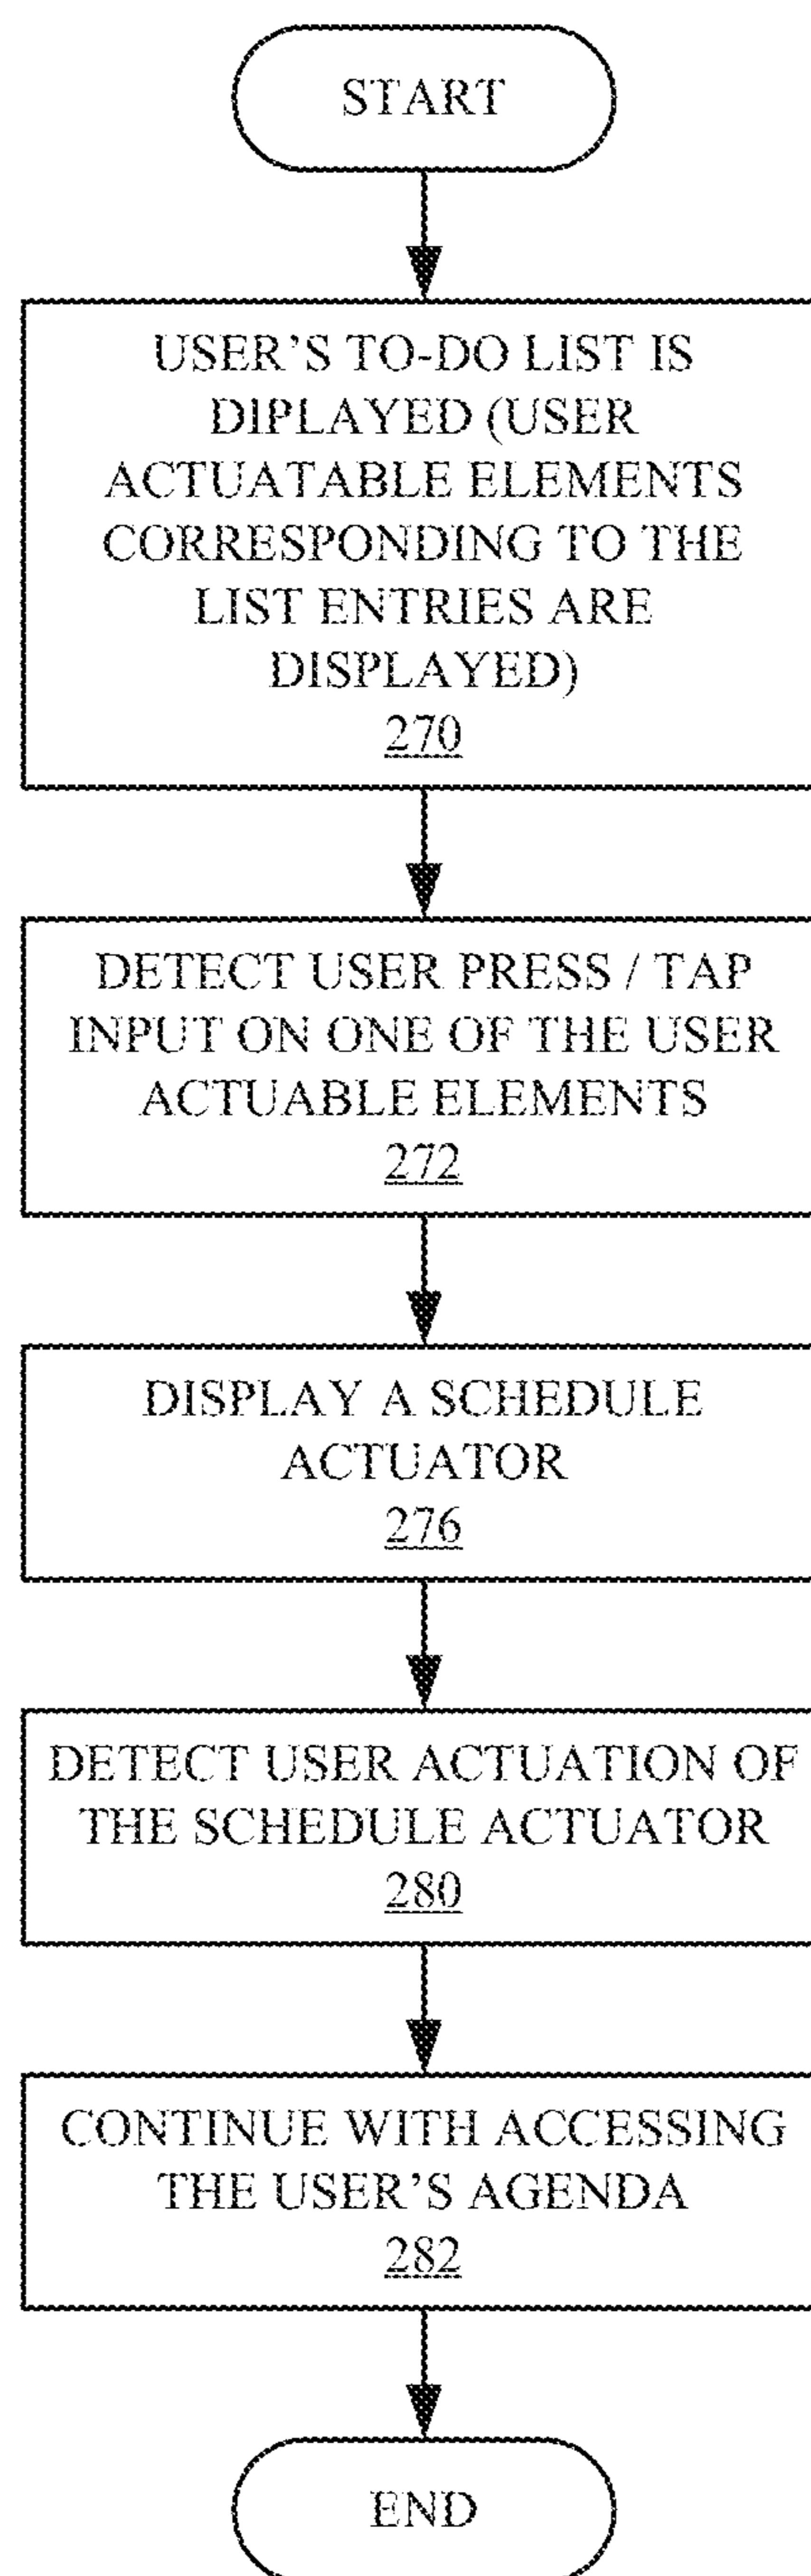 START
USER'S TO-DO LIST IS
DIPLAYED (USER
ACTUATABLE ELEMENTS
CORRESPONDING TO THE
LIST ENTRIES ARE
DISPLAYED)
270
DETECT USER PRESS / TAP
INPUT ON ONE OF THE USER
ACTUABLE ELEMENTS
272
DISPLAY A SCHEDULE
ACTUATOR
276
DETECT USER ACTUATION OF
THE SCHEDULE ACTUATOR
280
CONTINUE WITH ACCESSING
THE USER'S AGENDA
282
END